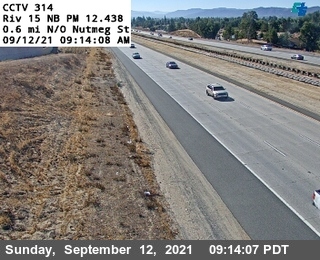 CCTV 314
Riv 15 NB PM 12.438
0.6 mi N/O Nutmeg St
09/12/21 09:14:08 AM
Sunday, September 12, 2021 09:14:07 PDT